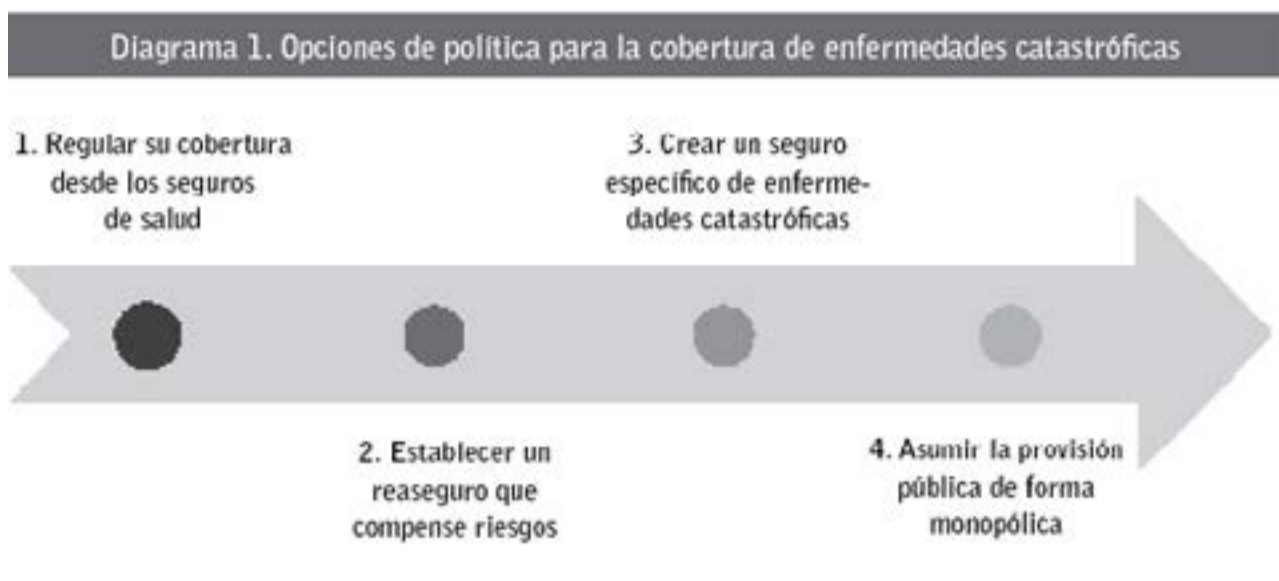 Diagrama 1. Opciones de política para la cobertura de enfermedades catastróficas
1. Regular su cobertura
desde los seguros
de salud
2. Establecer un
reaseguro que
compense riesgos
3. Crear un seguro
específico de enferme-
dades catastróficas
4. Asumir la provisión
pública de forma
monopólica